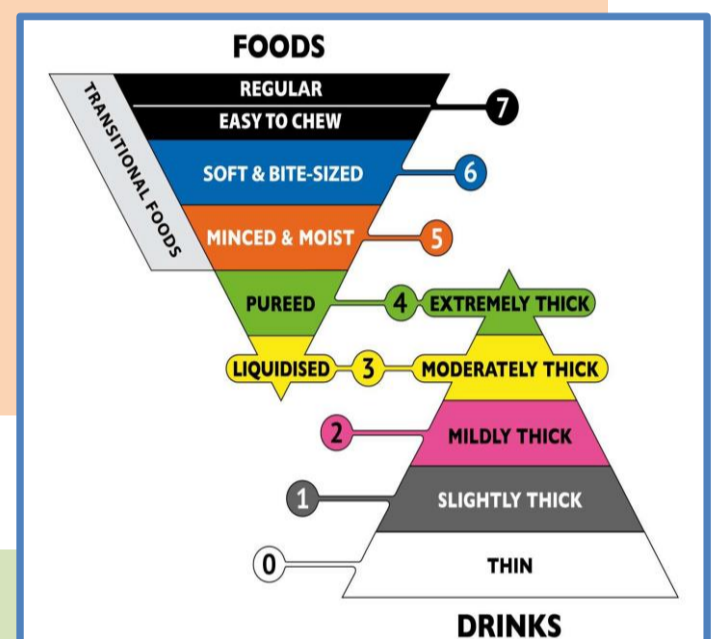 FOODS
REGULAR
7
EASY TO CHEW
TRANSITIONAL FOODS
SOFT & BITE-SIZED
6
MINCED & MOIST
5
PUREED
4
EXTREMELY THICK
LIQUIDISED
3
MODERATELY THICK
2
MILDLY THICK
1
SLIGHTLY THICK
0
THIN
DRINKS